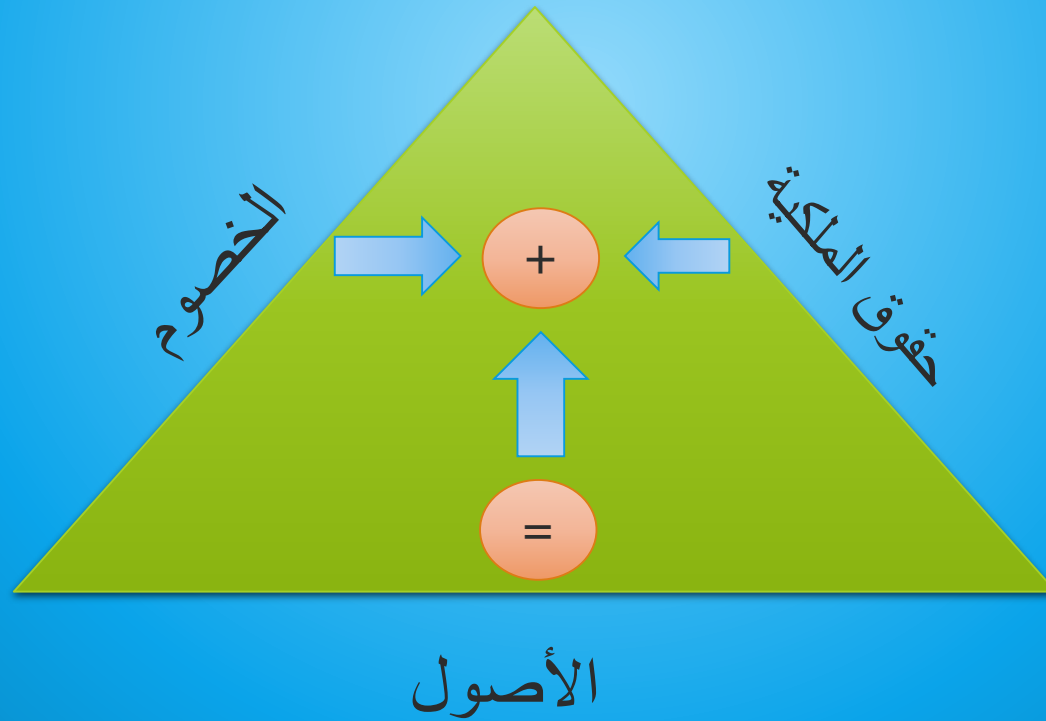 حقوق الملكية
الخصوم
+
=
الأصول